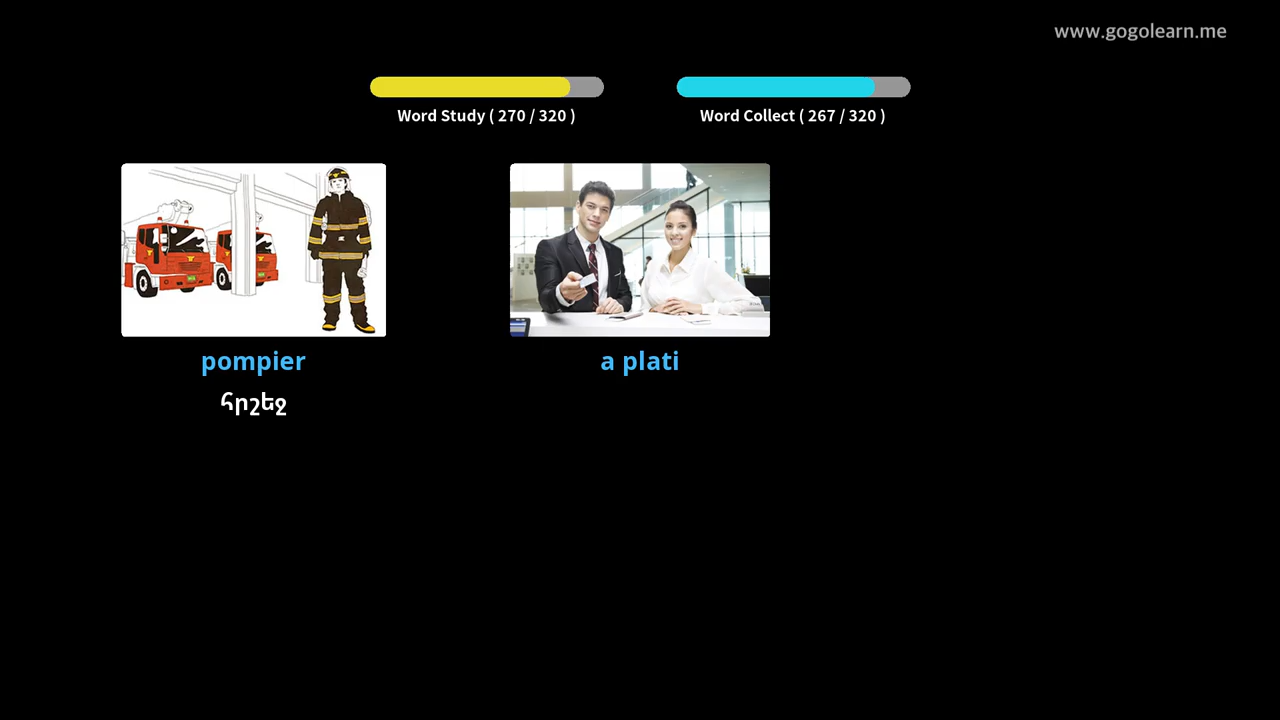 www.gogolearn.me
Word Study ( 270 / 320 )
Word Collect ( 267 / 320 )
pompier
a plati
հրշեջ